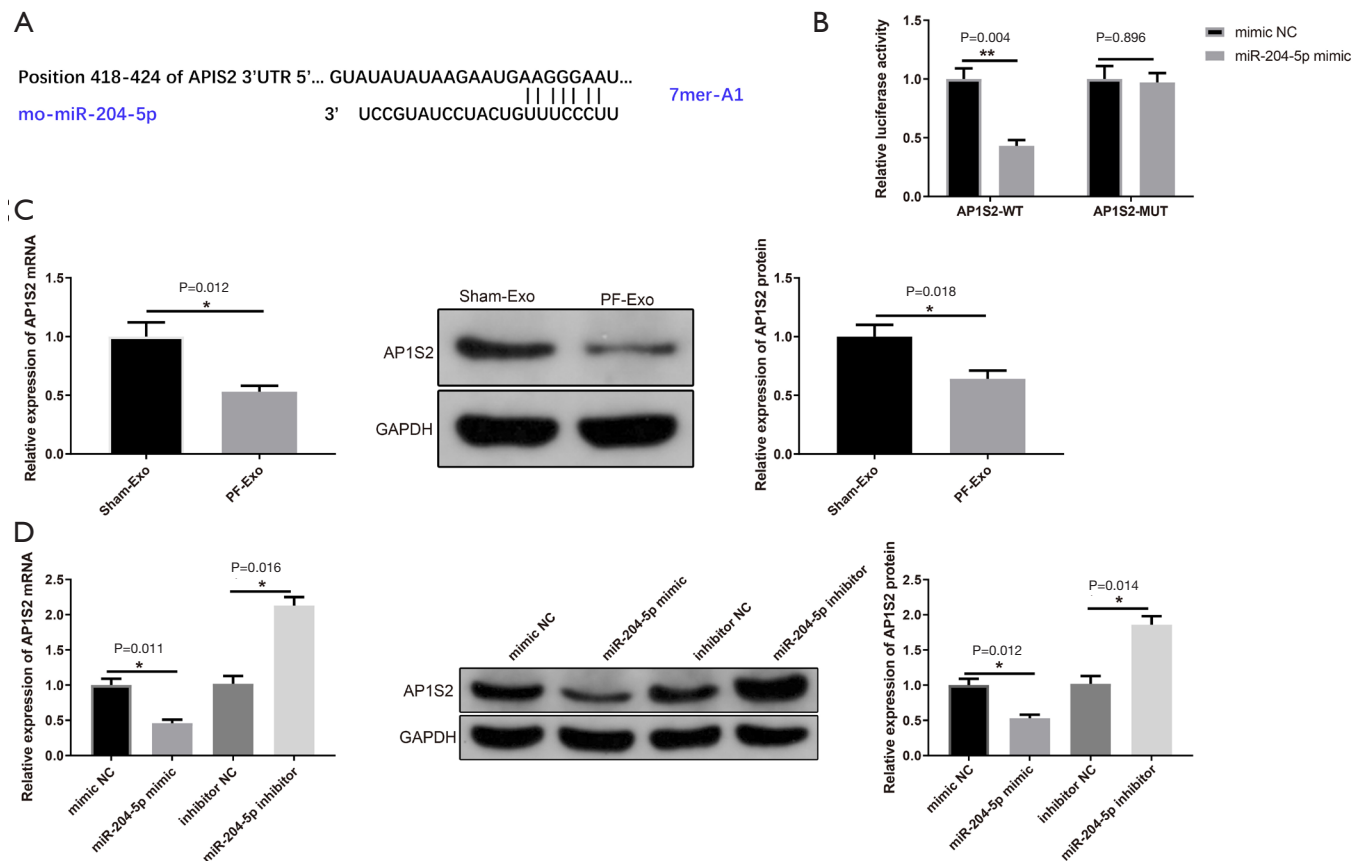 A
Position 418-424 of APIS2 3’UTR 5’... GUAUAUAUAAGAAUGAAGGGAAU...
7mer-A1
mo-miR-204-5p 3’ UCCGUAUCCUACUGUUUCCCUU
B
Relative luciferase activity
1.5
1.0
0.5
0.0
P=0.004
**
P=0.896
AP1S2-WT
AP1S2-MUT
mimic NC
miR-204-5p mimic
C
Relative expression of AP1S2 mRNA
1.5
1.0
0.5
0.0
P=0.012
*
Sham-Exo
PF-Exo
Sham-Exo PF-Exo
AP1S2
GAPDH
Relative expression of AP1S2 protein
1.5
1.0
0.5
0.0
P=0.018
*
Sham-Exo
PF-Exo
D
Relative expression of AP1S2 mRNA
2.5
2.0
1.5
1.0
0.5
0.0
P=0.011
*
P=0.016
*
mimic NC
miR-204-5p mimic
inhibitor NC
miR-204-5p inhibitor
mimic NC
miR-204-5p mimic
inhibitor NC
miR-204-5p inhibitor
AP1S2
GAPDH
Relative expression of AP1S2 protein
2.5
2.0
1.5
1.0
0.5
0.0
P=0.012
*
P=0.014
*
mimic NC
miR-204-5p mimic
inhibitor NC
miR-204-5p inhibitor